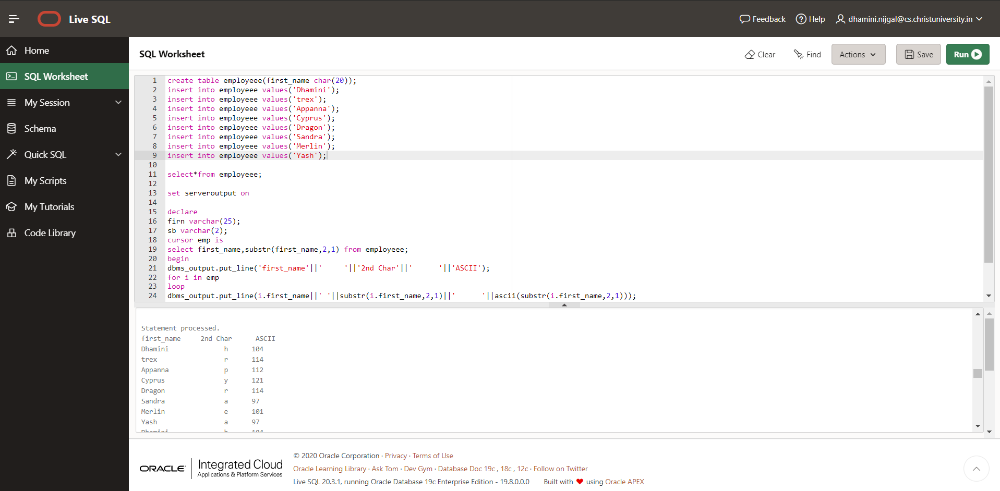 Live SQL
Feedback
Help
dhamini.nijgal@cs.christuniversity.in
Home
SQL Worksheet
My Session
Schema
Quick SQL
My Scripts
My Tutorials
Code Library
SQL Worksheet
Clear
Find
Actions
Save
Run
1 create table employeee(first_name char(20));
2 insert into employeee values('Dhamini');
3 insert into employeee values('trex');
4 insert into employeee values('Appanna');
5 insert into employeee values('Cyprus');
6 insert into employeee values('Dragon');
7 insert into employeee values('Sandra');
8 insert into employeee values('Merlin');
9 insert into employeee values('Yash');
10
11 select*from employeee;
12
13 set serveroutput on
14
15 declare
16 firn varchar(25);
17 sb varchar(2);
18 cursor emp is
19 select first_name,substr(first_name,2,1) from employeee;
20 begin
21 dbms_output.put_line('first_name'||'     '||'2nd Char'||'      '||'ASCII');
22 for i in emp
23 loop
24 dbms_output.put_line(i.first_name||' '||substr(i.first_name,2,1)||'      '||ascii(substr(i.first_name,2,1)));
Statement processed.
first_name     2nd Char      ASCII
Dhamini              h      104
trex                 r      114
Appanna              p      112
Cyprus               y      121
Dragon               r      114
Sandra               a      97
Merlin               e      101
Yash                 a      97
Dhamini              h      104
ORACLE
Integrated Cloud
Applications & Platform Services
© 2020 Oracle Corporation · Privacy · Terms of Use
Oracle Learning Library · Ask Tom · Dev Gym · Database Doc 19c , 18c , 12c · Follow on Twitter
Live SQL 20.3.1, running Oracle Database 19c Enterprise Edition - 19.8.0.0.0 Built with ♥ using Oracle APEX